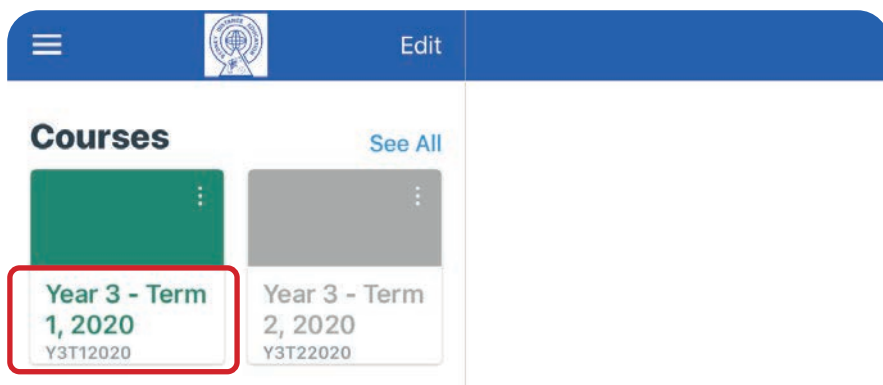 Edit
Courses
See All
Year 3 - Term
1, 2020
Y3T12020
Year 3 - Term
2, 2020
Y3T22020